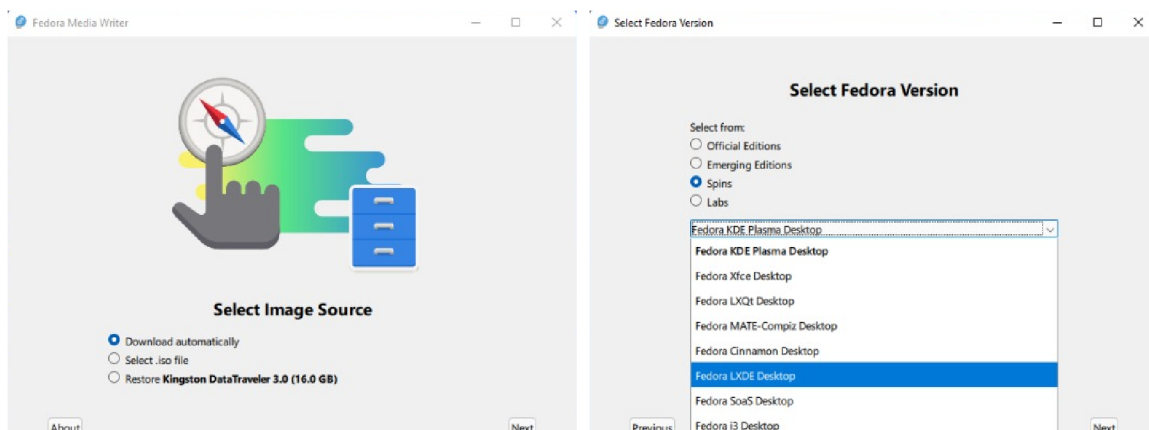 Fedora Media Writer
Select Image Source
Download automatically
Select .iso file
Restore Kingston DataTraveler 3.0 (16.0 GB)
About
Next
Select Fedora Version
Select Fedora Version
Select from:
Official Editions
Emerging Editions
Spins
Labs
Fedora KDE Plasma Desktop
Fedora KDE Plasma Desktop
Fedora Xfce Desktop
Fedora LXQt Desktop
Fedora MATE-Compiz Desktop
Fedora Cinnamon Desktop
Fedora LXDE Desktop
Fedora SoaS Desktop
Fedora i3 Desktop
Previous
Next